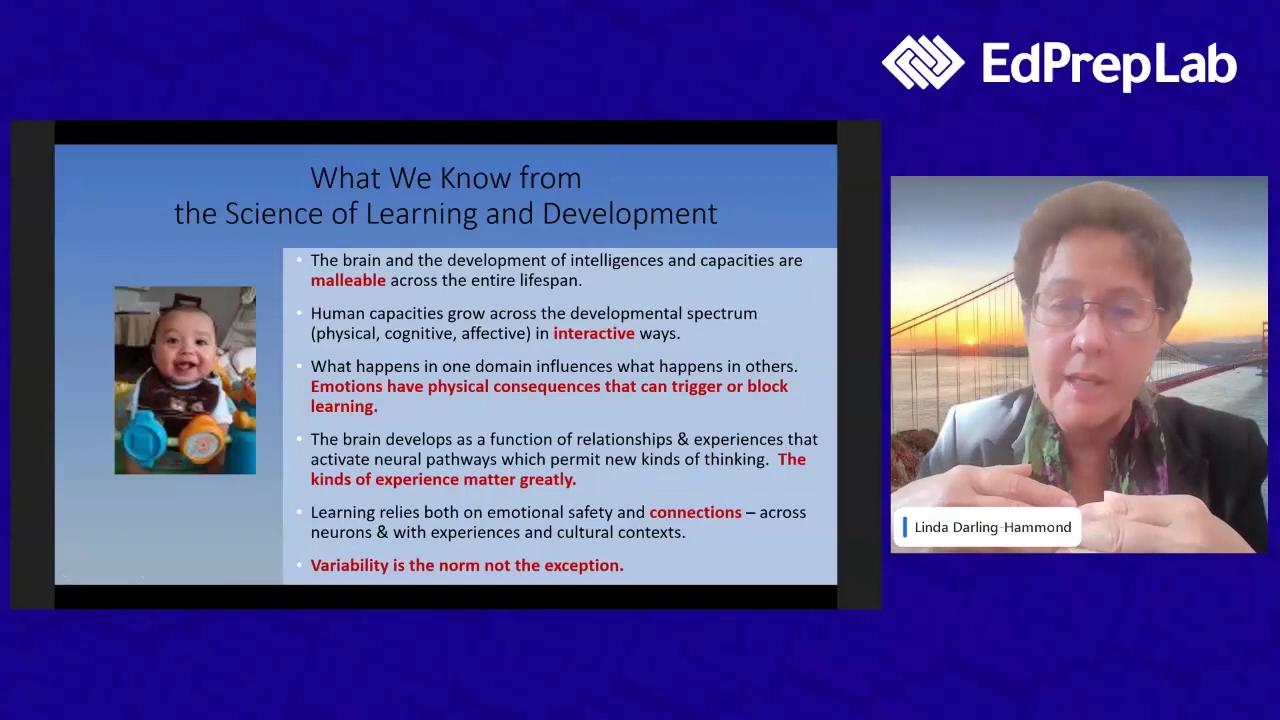 EdPrepLab
What We Know from
the Science of Learning and Development
• The brain and the development of intelligences and capacities are
malleable across the entire lifespan.
• Human capacities grow across the developmental spectrum
(physical, cognitive, affective) in interactive ways.
• What happens in one domain influences what happens in others.
Emotions have physical consequences that can trigger or block
learning.
• The brain develops as a function of relationships & experiences that
activate neural pathways which permit new kinds of thinking. The
kinds of experience matter greatly.
• Learning relies both on emotional safety and connections – across
neurons & with experiences and cultural contexts.
• Variability is the norm not the exception.
Linda Darling-Hammond